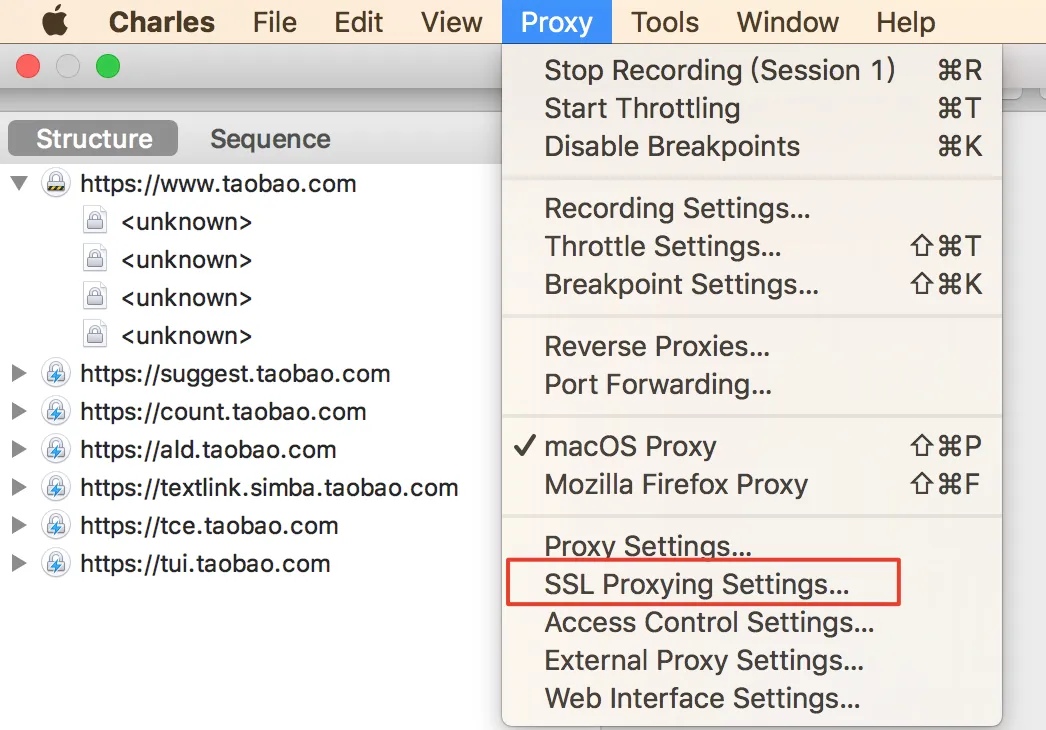 Charles File Edit View Proxy Tools Window Help
Structure Sequence
https://www.taobao.com
<unknown>
<unknown>
<unknown>
<unknown>
https://suggest.taobao.com
https://count.taobao.com
https://ald.taobao.com
https://textlink.simba.taobao.com
https://tce.taobao.com
https://tui.taobao.com
Stop Recording (Session 1) ⌘R
Start Throttling ⌘T
Disable Breakpoints ⌘K
Recording Settings...
Throttle Settings... ⇧⌘T
Breakpoint Settings... ⇧⌘K
Reverse Proxies...
Port Forwarding...
✓ macOS Proxy ⇧⌘P
Mozilla Firefox Proxy ⇧⌘F
Proxy Settings...
SSL Proxying Settings...
Access Control Settings...
External Proxy Settings...
Web Interface Settings...